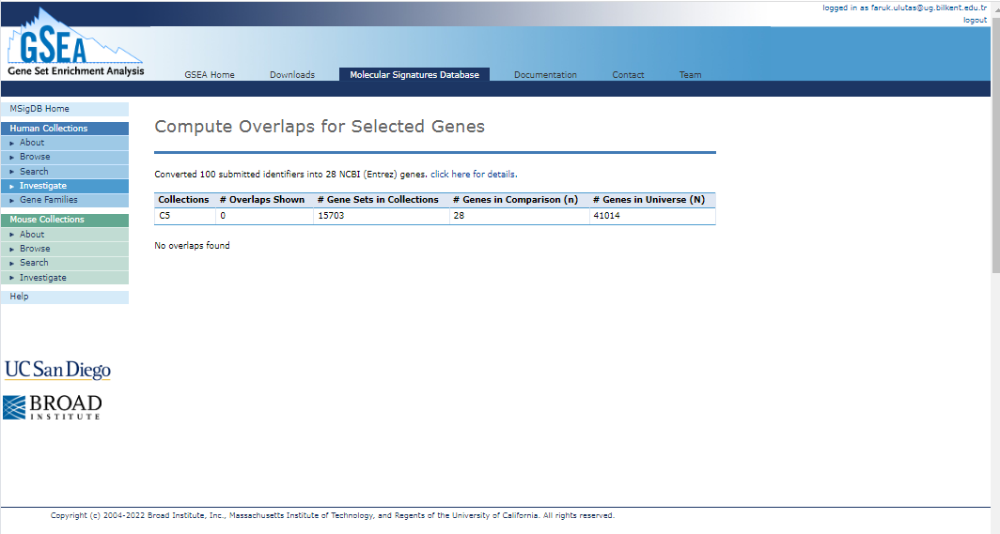 logged in as faruk.ulutas@ug.bilkent.edu.tr
logout
GSEA
Gene Set Enrichment Analysis
GSEA Home Downloads Molecular Signatures Database Documentation Contact Team
MSigDB Home
Human Collections
► About
► Browse
► Search
► Investigate
► Gene Families
Mouse Collections
► About
► Browse
► Search
► Investigate
Help
UC San Diego
BROAD
INSTITUTE
Compute Overlaps for Selected Genes
Converted 100 submitted identifiers into 28 NCBI (Entrez) genes. click here for details.
Collections # Overlaps Shown # Gene Sets in Collections # Genes in Comparison (n) # Genes in Universe (N)
C5 0 15703 28 41014
No overlaps found
Copyright (c) 2004-2022 Broad Institute, Inc., Massachusetts Institute of Technology, and Regents of the University of California. All rights reserved.